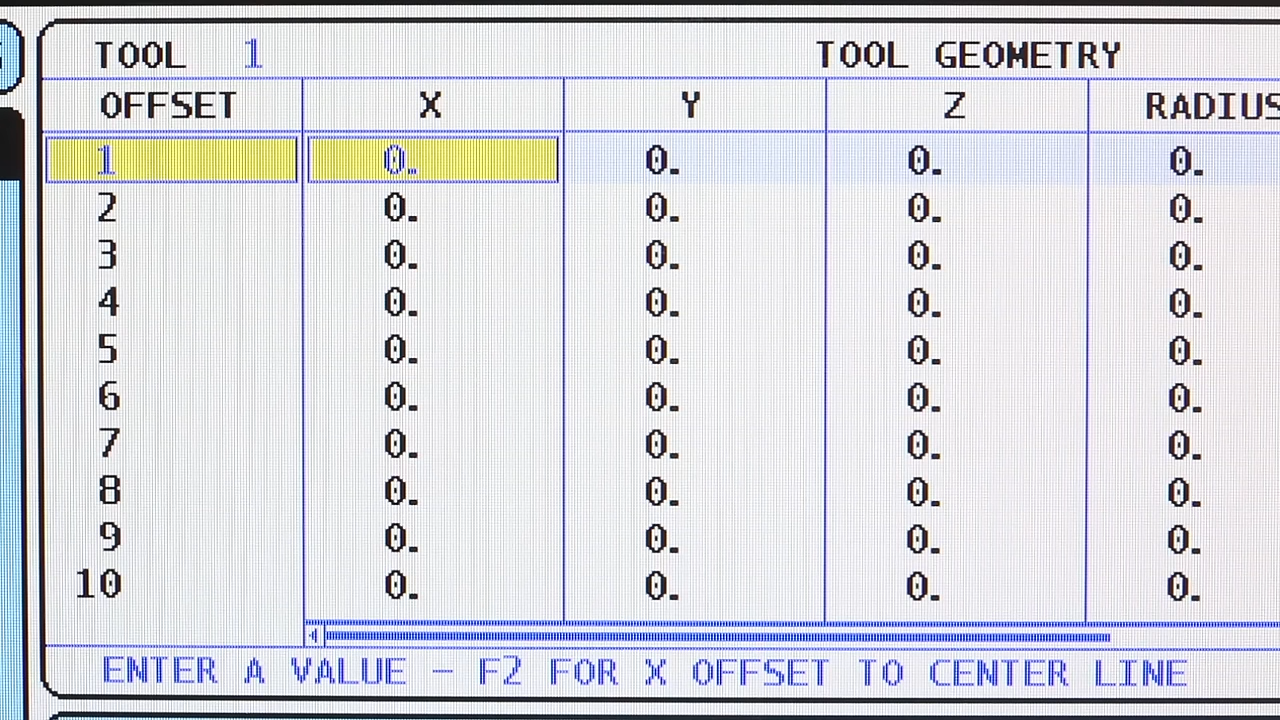 TOOL 1 TOOL GEOMETRY
OFFSET X Y Z RADIUS
1 0. 0. 0. 0.
2 0. 0. 0. 0.
3 0. 0. 0. 0.
4 0. 0. 0. 0.
5 0. 0. 0. 0.
6 0. 0. 0. 0.
7 0. 0. 0. 0.
8 0. 0. 0. 0.
9 0. 0. 0. 0.
10 0. 0. 0. 0.
ENTER A VALUE - F2 FOR X OFFSET TO CENTER LINE